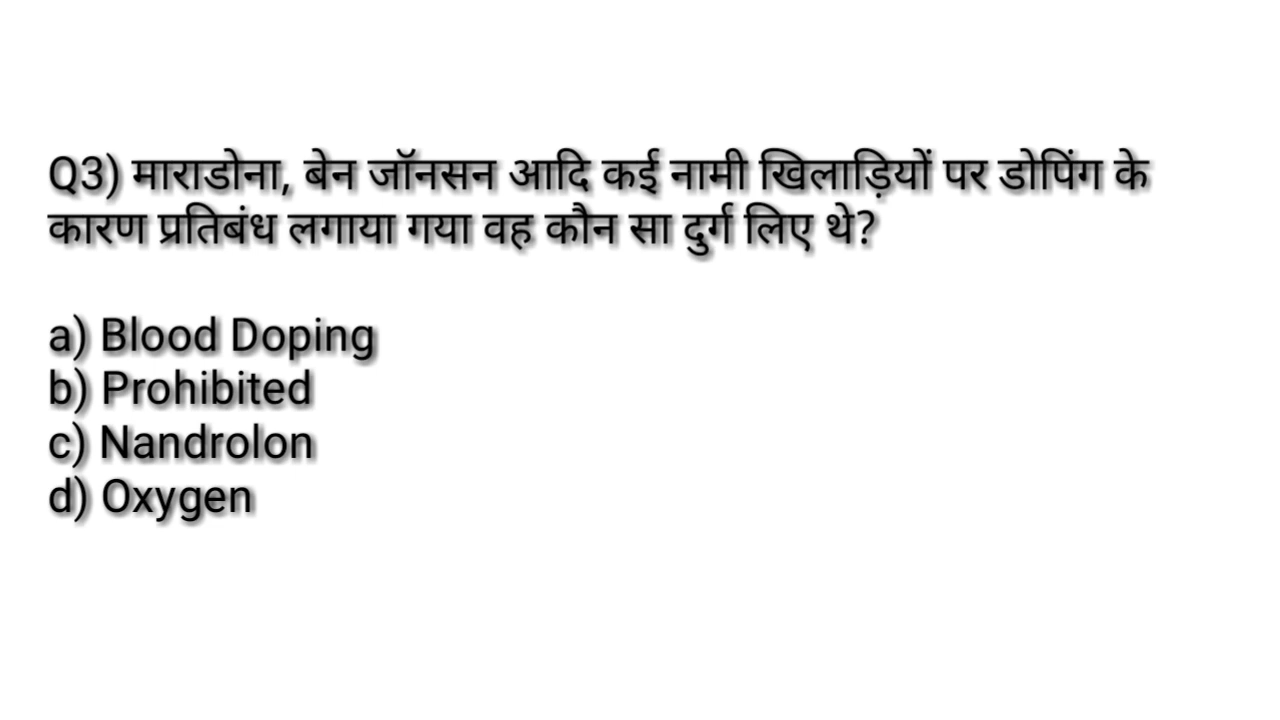 Q3) माराडोना, बेन जॉनसन आदि कई नामी खिलाड़ियों पर डोपिंग के
कारण प्रतिबंध लगाया गया वह कौन सा दुर्ग लिए थे?
a) Blood Doping
b) Prohibited
c) Nandrolon
d) Oxygen